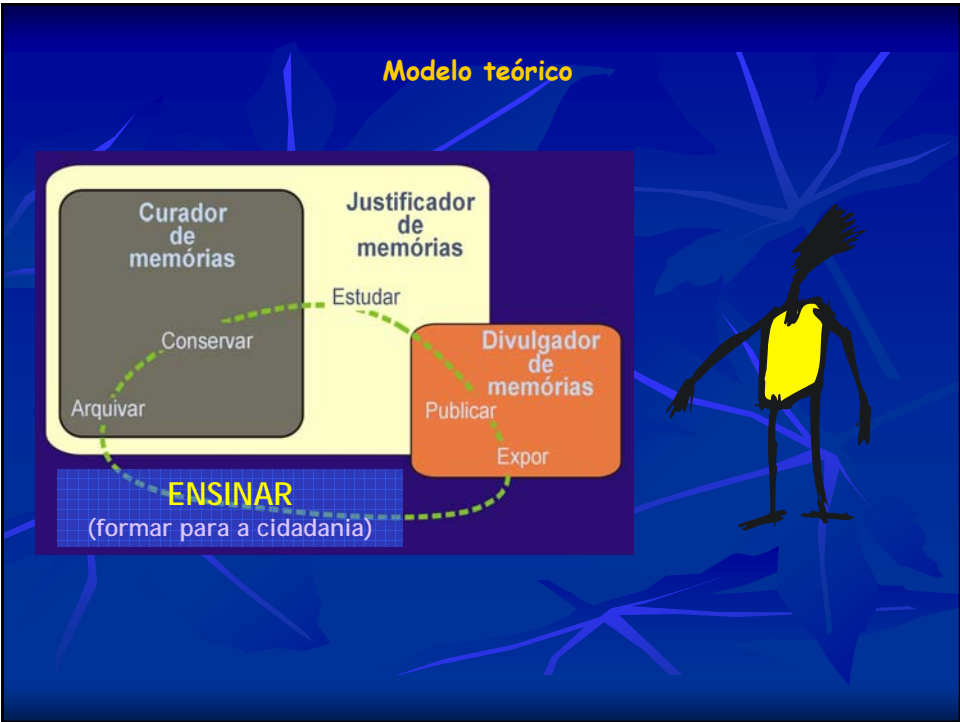 Modelo teórico
Curador
de
memórias
Justificador
de
memórias
Estudar
Conservar
Arquivar
Divulgador
de
memórias
Publicar
Expor
ENSINAR
(formar para a cidadania)